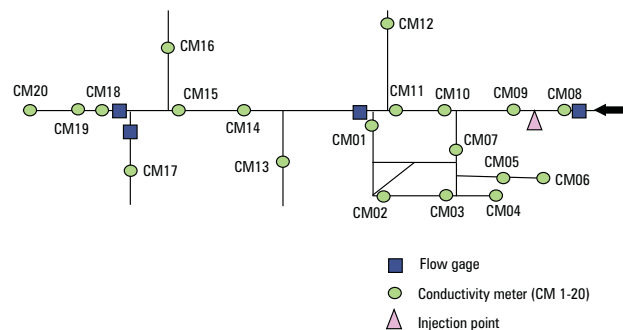 CM12
CM16
CM20
CM18
CM15
CM11
CM10
CM09
CM08
CM19
CM14
CM01
CM07
CM17
CM13
CM05
CM06
CM02
CM03
CM04
Flow gage
Conductivity meter (CM 1-20)
Injection point